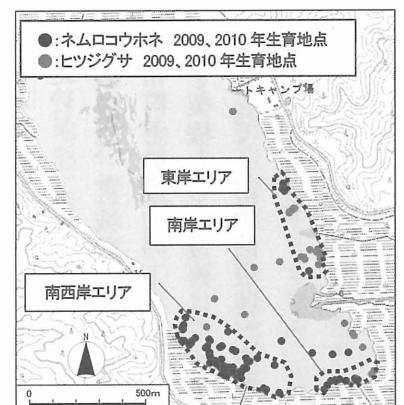 ●:ネムロコウホネ 2009、2010 年生育地点
●:ヒツジグサ 2009、2010 年生育地点
トキャンプ場
東岸エリア
南岸エリア
南西岸エリア
N
0 500m